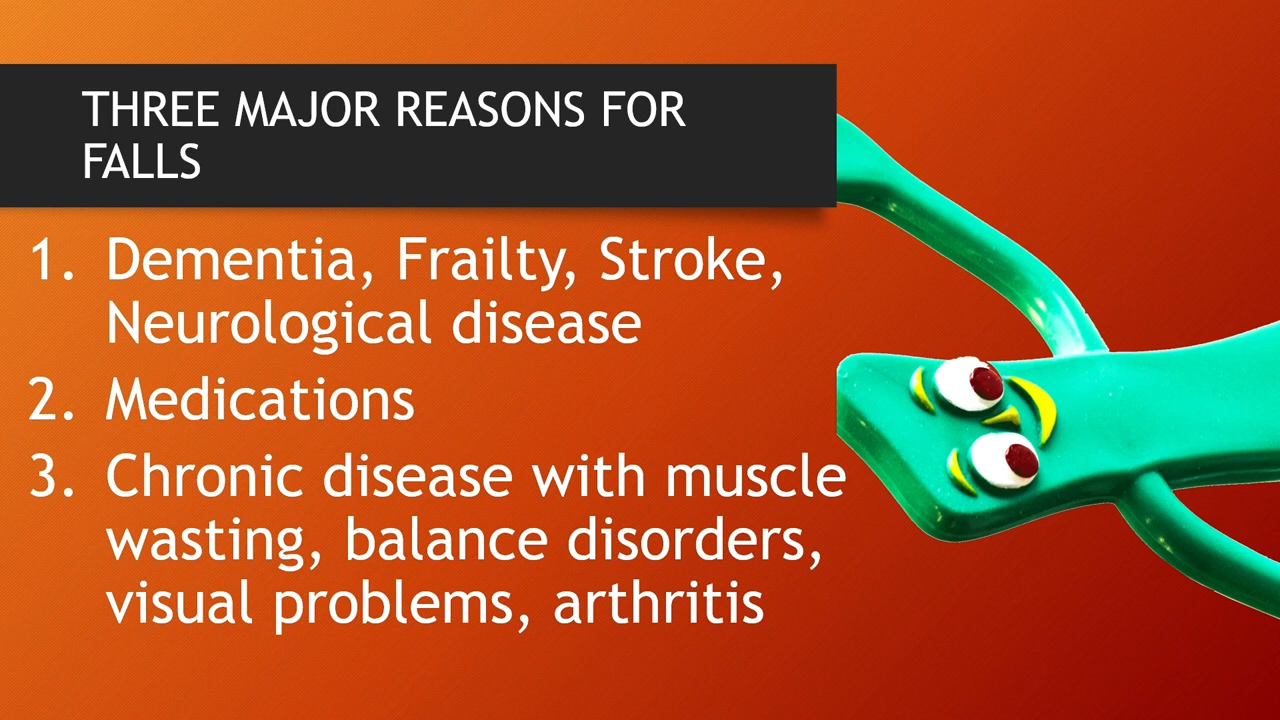 THREE MAJOR REASONS FOR
FALLS
1. Dementia, Frailty, Stroke,
Neurological disease
2. Medications
3. Chronic disease with muscle
wasting, balance disorders,
visual problems, arthritis